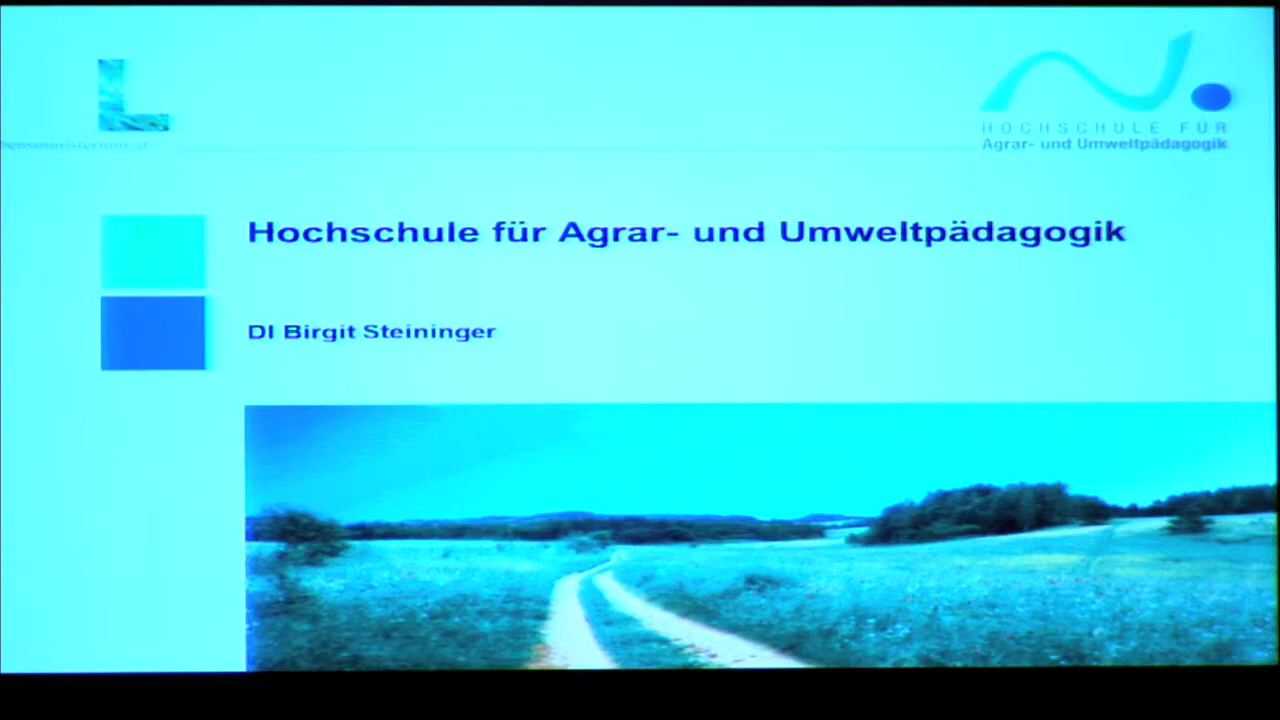 HOCHSCHULE FÜR
Agrar- und Umweltpädagogik
Hochschule für Agrar- und Umweltpädagogik
DI Birgit Steininger